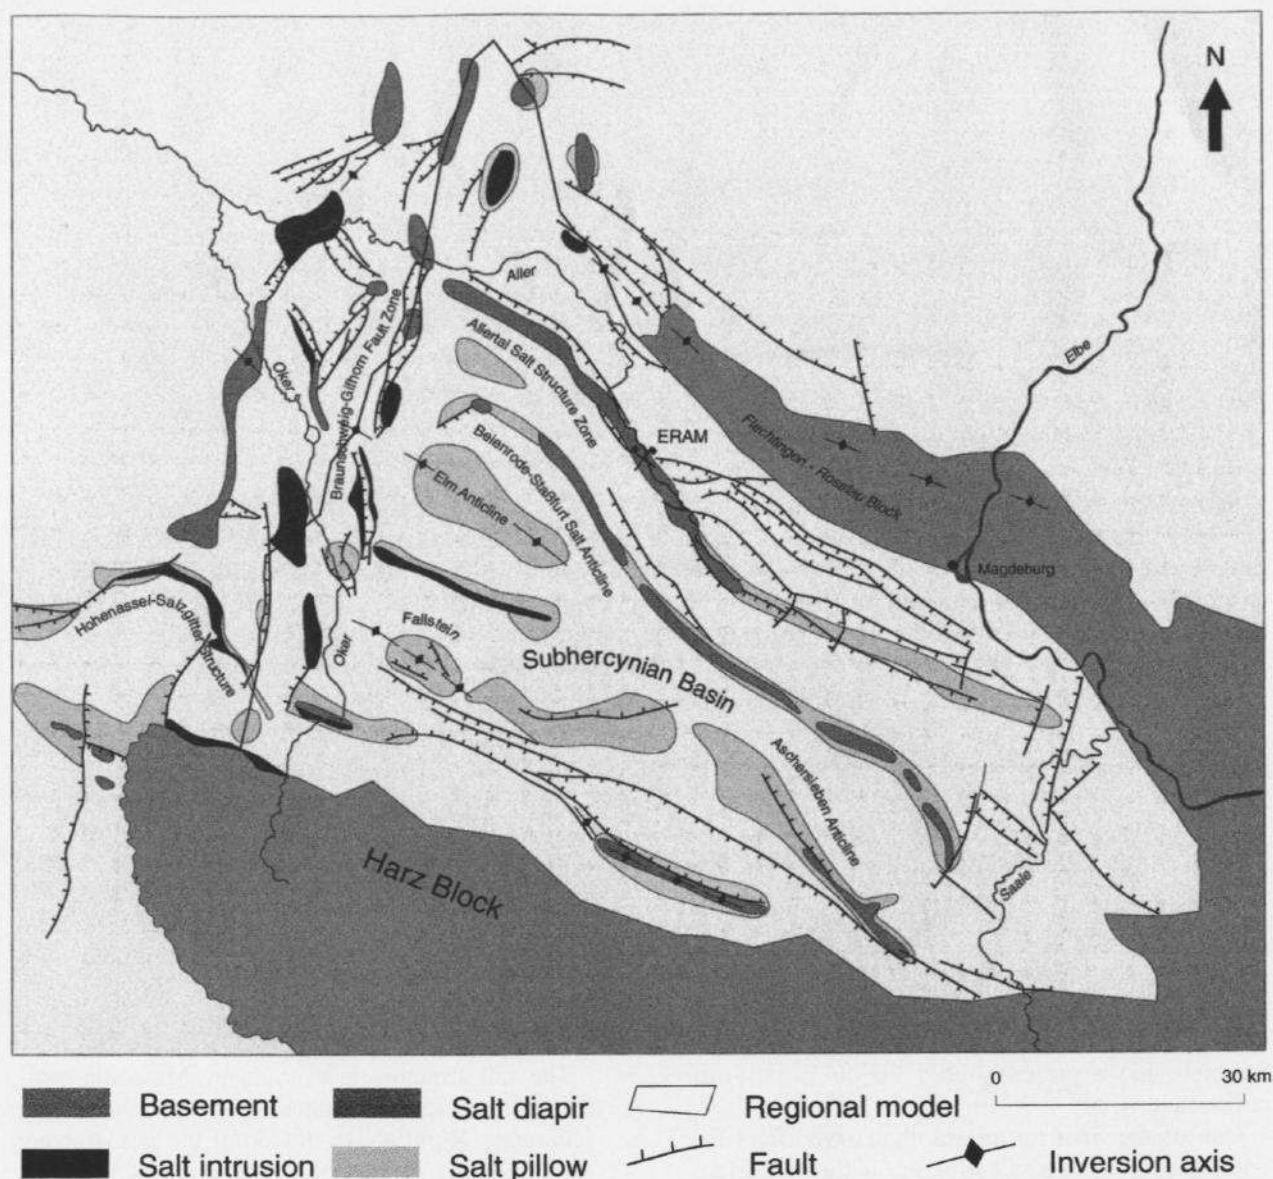 N
Aller
Elbe
Oker
Braunschweig-Gifhorn Fault Zone
Allertal Salt Structure Zone
ERAM
Flechtingen - Rosslau Block
Beienrode-Staßfurt Salt Anticline
Elm Anticline
Magdeburg
Hohenassel-Salzgitter Structure
Oker
Fallstein
Subhercynian Basin
Aschersleben Anticline
Harz Block
Saale
0 30 km
Basement
Salt diapir
Regional model
Salt intrusion
Salt pillow
Fault
Inversion axis